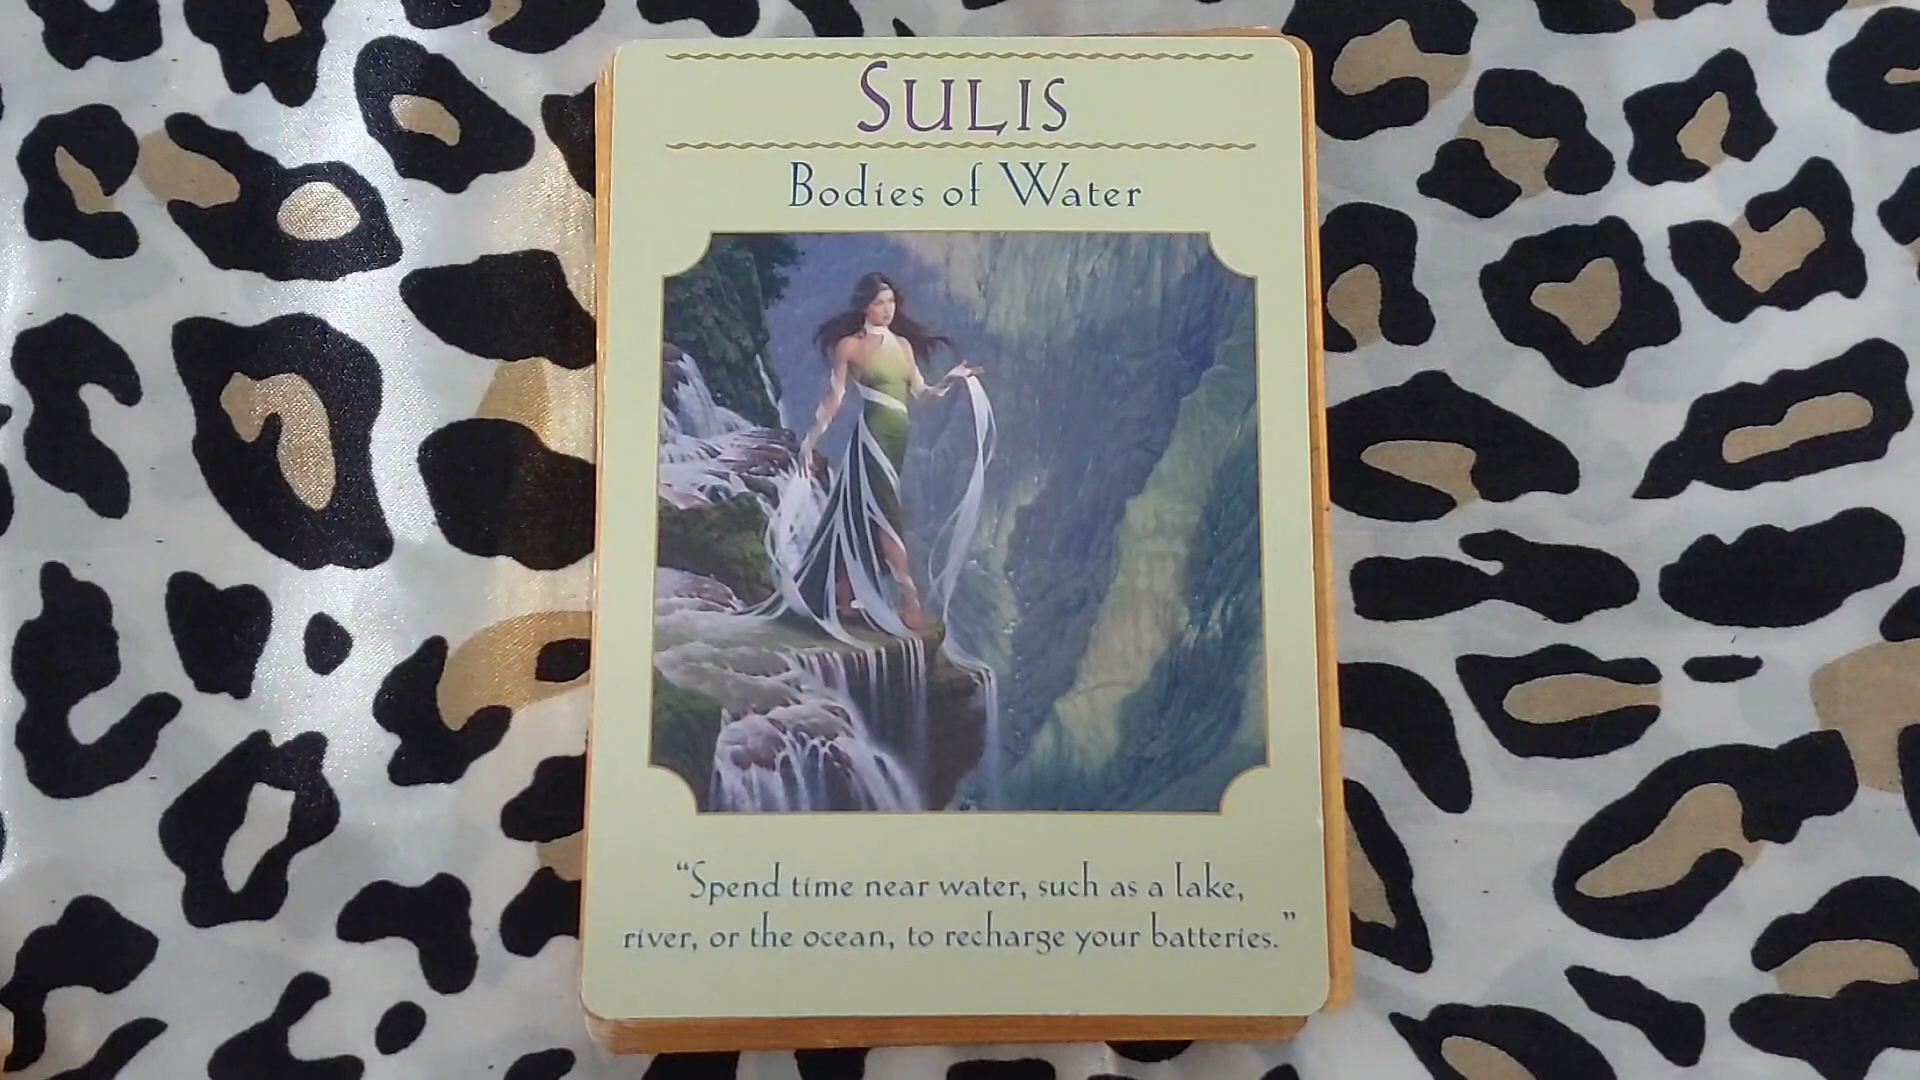 SULIS
Bodies of Water
“Spend time near water, such as a lake,
river, or the ocean, to recharge your batteries.”